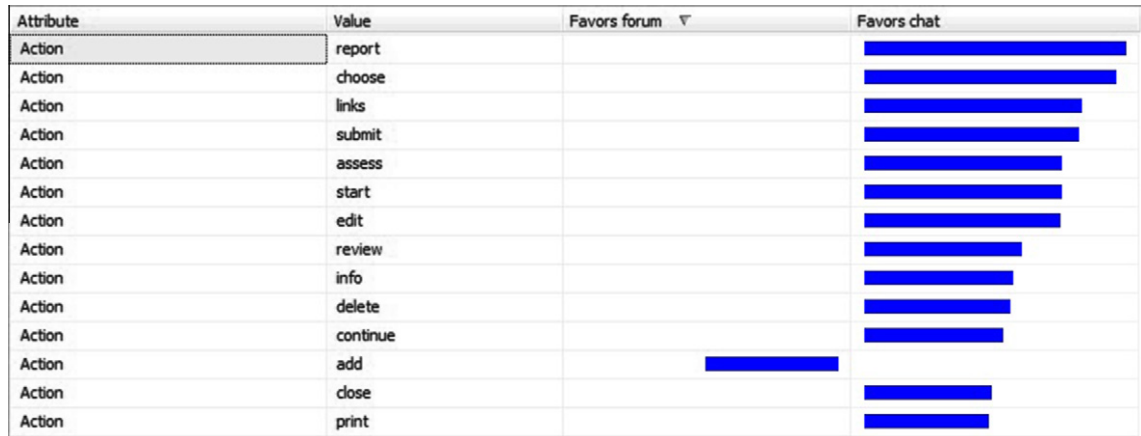 Attribute Value Favors forum Favors chat
Action report
Action choose
Action links
Action submit
Action assess
Action start
Action edit
Action review
Action info
Action delete
Action continue
Action add
Action close
Action print